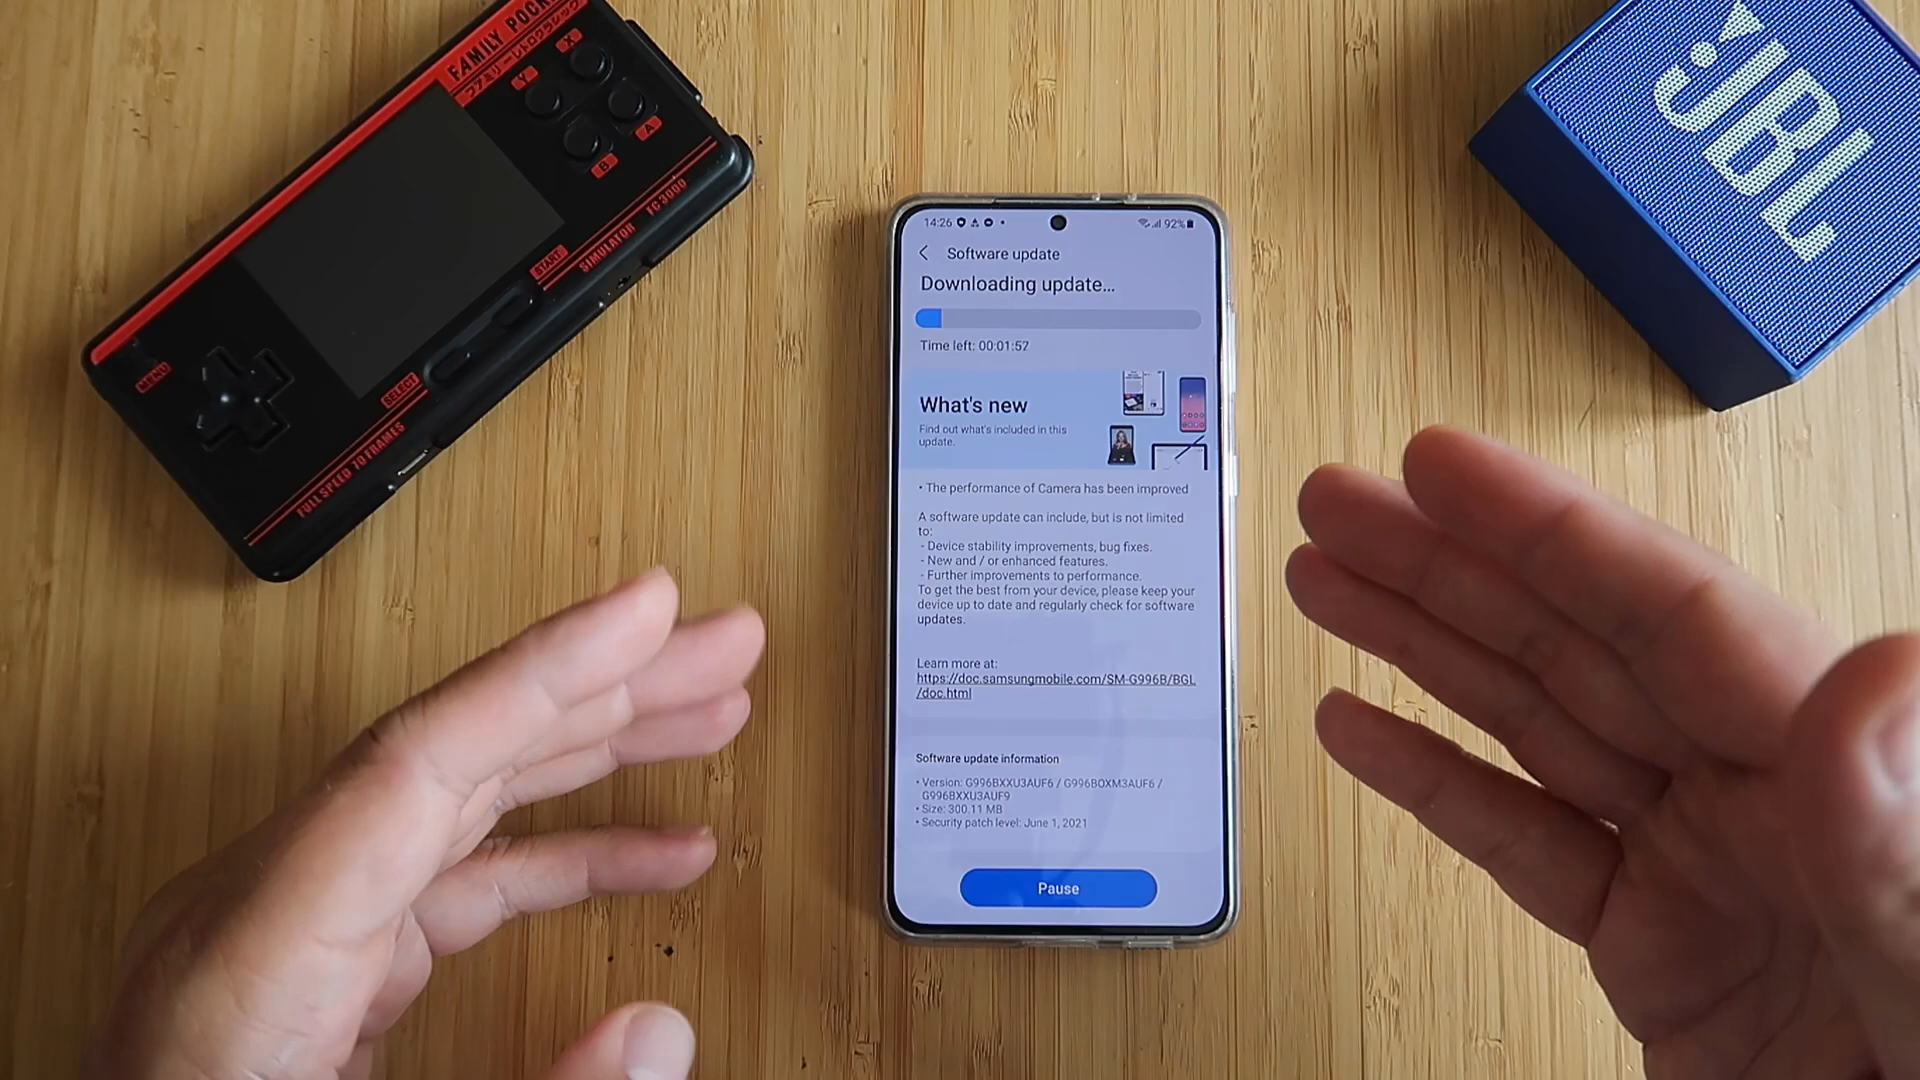 FAMILY POCK
X
Y
A
B
MENU
SELECT
START
FULL SPEED 70 FRAMES
SIMULATOR FC3000
JBL
14:26
92%
Software update
Downloading update...
Time left: 00:01:52
What's new
Find out what's included in this
update.
• The performance of Camera has been improved
A software update can include, but is not limited
to:
- Device stability improvements, bug fixes.
- New and / or enhanced features.
- Further improvements to performance.
To get the best from your device, please keep your
device up to date and regularly check for software
updates.
Learn more at:
https://doc.samsungmobile.com/SM-G996B/BGL
/doc.html
Software update information
• Version: G996BXXU3AUF6 / G996BOXM3AUF6 /
G996BXXU3AUF9
• Size: 300.11 MB
• Security patch level: June 1, 2021
Pause